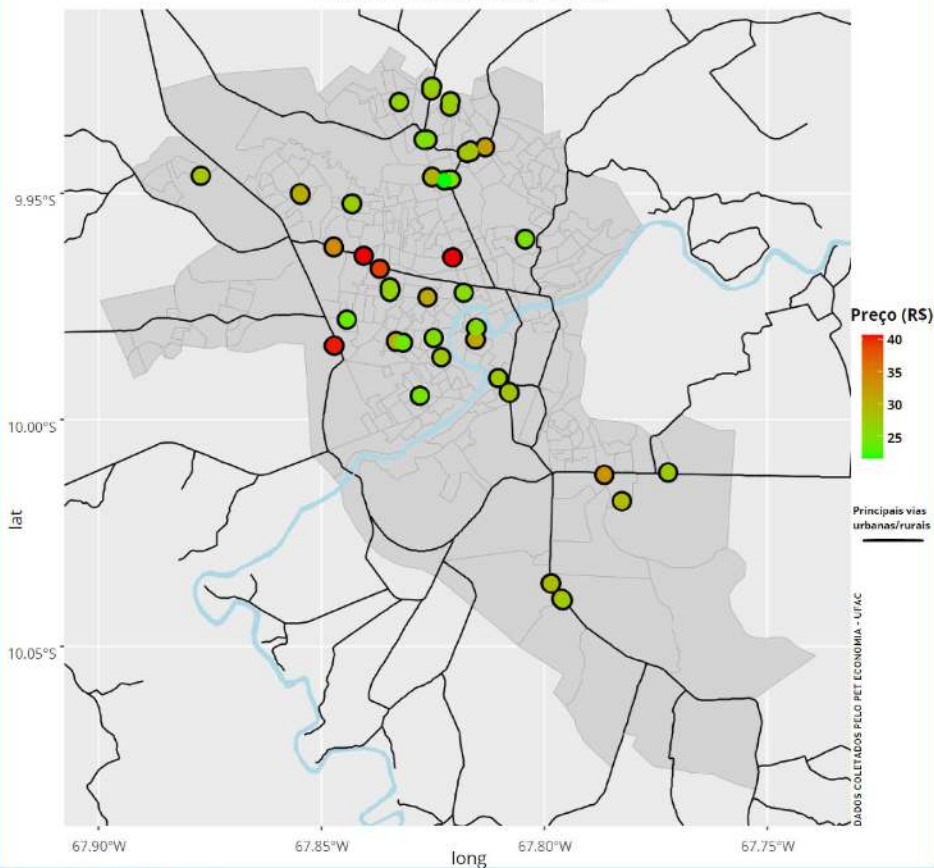 9.95°S
10.00°S
10.05°S
lat
67.90°W
67.85°W
67.80°W
67.75°W
long
Preço (R$)
40
35
30
25
Principais vias
urbanas/rurais
DADOS COLETADOS PELO PET ECONOMIA - UFAC